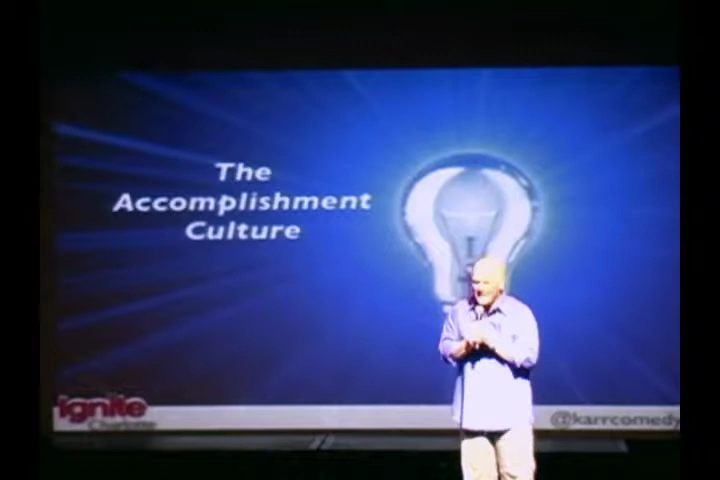 The
Accomplishment
Culture
ignite
Charlotte
@karrcomedy